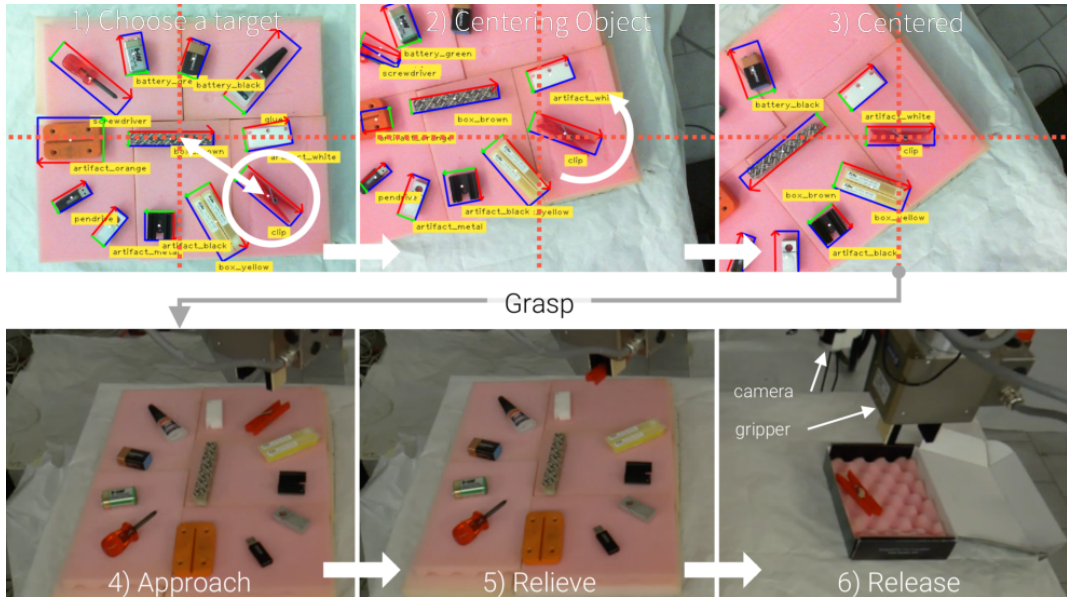 1) Choose a target
battery_green
battery_black
screwdriver
glue
box_brown
artifact_white
artifact_orange
pendrive
clip
artifact_metal
artifact_black
box_yellow
2) Centering Object
battery_green
screwdriver
artifact_white
box_brown
artifact_orange
clip
pendrive
artifact_black
yellow
artifact_metal
3) Centered
battery_black
artifact_white
clip
box_brown
box_yellow
artifact_black
Grasp
camera
gripper
4) Approach
5) Relieve
6) Release